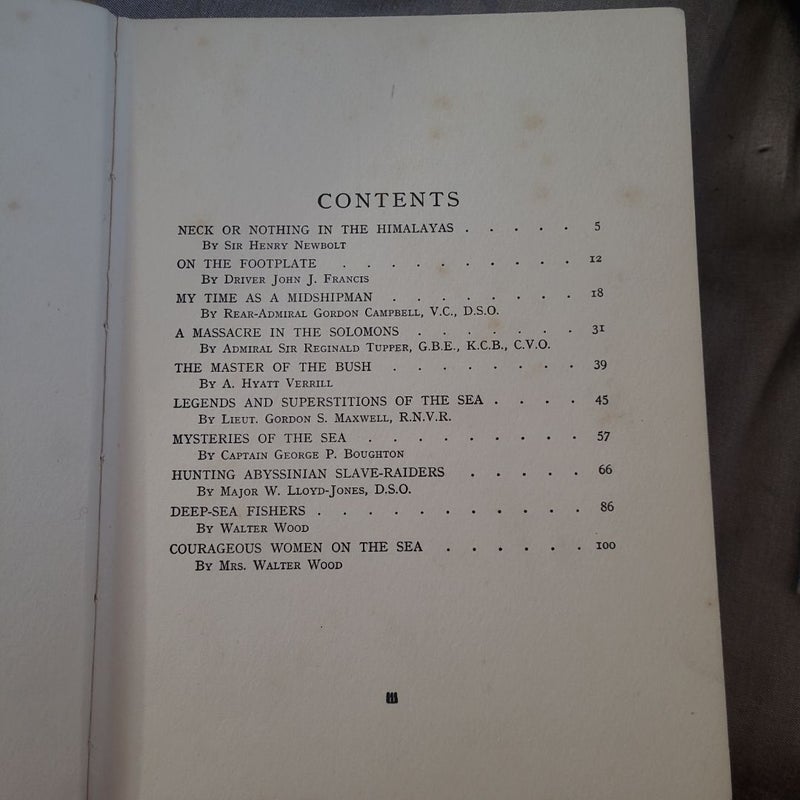 CONTENTS
NECK OR NOTHING IN THE HIMALAYAS . . . . . 5
By Sir Henry Newbolt
ON THE FOOTPLATE . . . . . . . . . . 12
By Driver John J. Francis
MY TIME AS A MIDSHIPMAN . . . . . . . . 18
By Rear-Admiral Gordon Campbell, V.C., D.S.O.
A MASSACRE IN THE SOLOMONS . . . . . . . 31
By Admiral Sir Reginald Tupper, G.B.E., K.C.B., C.V.O.
THE MASTER OF THE BUSH . . . . . . . . 39
By A. Hyatt Verrill
LEGENDS AND SUPERSTITIONS OF THE SEA . . . . 45
By Lieut. Gordon S. Maxwell, R.N.V.R.
MYSTERIES OF THE SEA . . . . . . . . . 57
By Captain George P. Boughton
HUNTING ABYSSINIAN SLAVE-RAIDERS . . . . . 66
By Major W. Lloyd-Jones, D.S.O.
DEEP-SEA FISHERS . . . . . . . . . . . 86
By Walter Wood
COURAGEOUS WOMEN ON THE SEA . . . . . . 100
By Mrs. Walter Wood